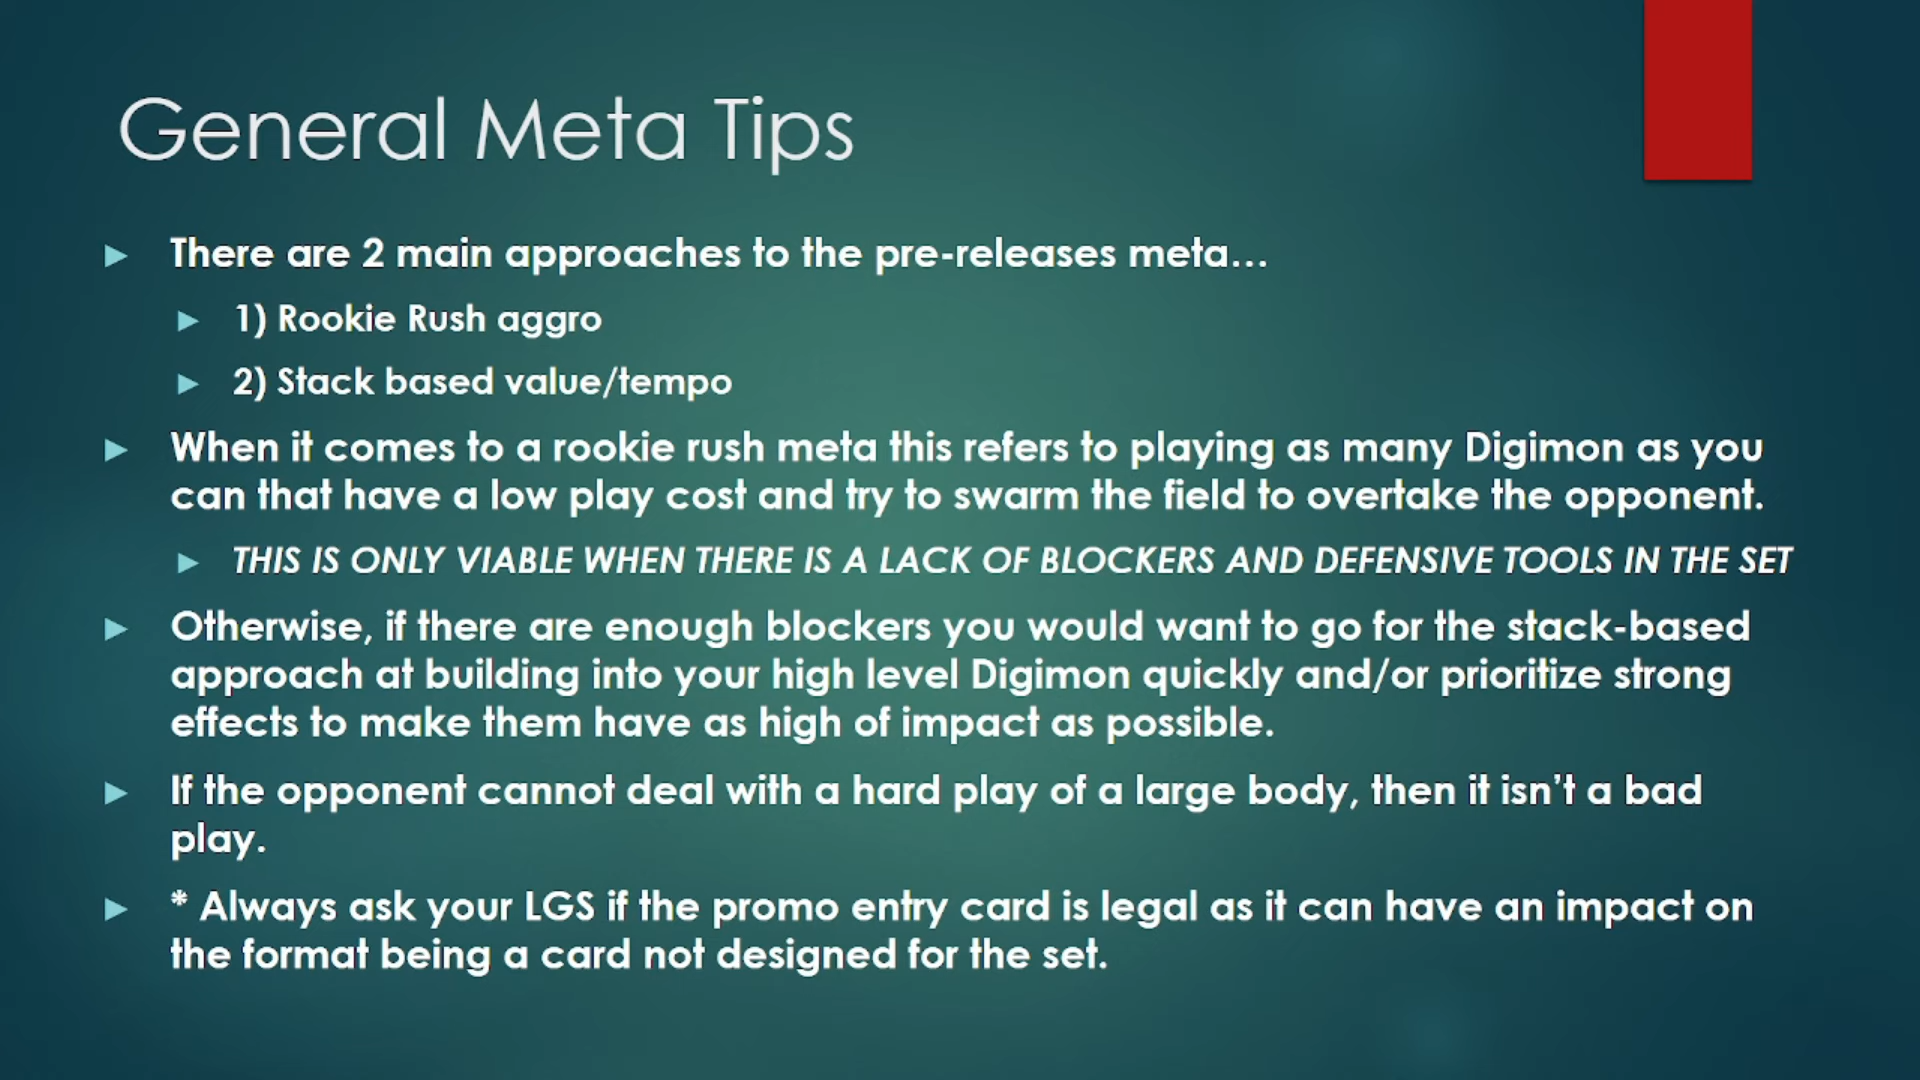 General Meta Tips
There are 2 main approaches to the pre-releases meta...
1) Rookie Rush aggro
2) Stack based value/tempo
When it comes to a rookie rush meta this refers to playing as many Digimon as you
can that have a low play cost and try to swarm the field to overtake the opponent.
THIS IS ONLY VIABLE WHEN THERE IS A LACK OF BLOCKERS AND DEFENSIVE TOOLS IN THE SET
Otherwise, if there are enough blockers you would want to go for the stack-based
approach at building into your high level Digimon quickly and/or prioritize strong
effects to make them have as high of impact as possible.
If the opponent cannot deal with a hard play of a large body, then it isn't a bad
play.
* Always ask your LGS if the promo entry card is legal as it can have an impact on
the format being a card not designed for the set.